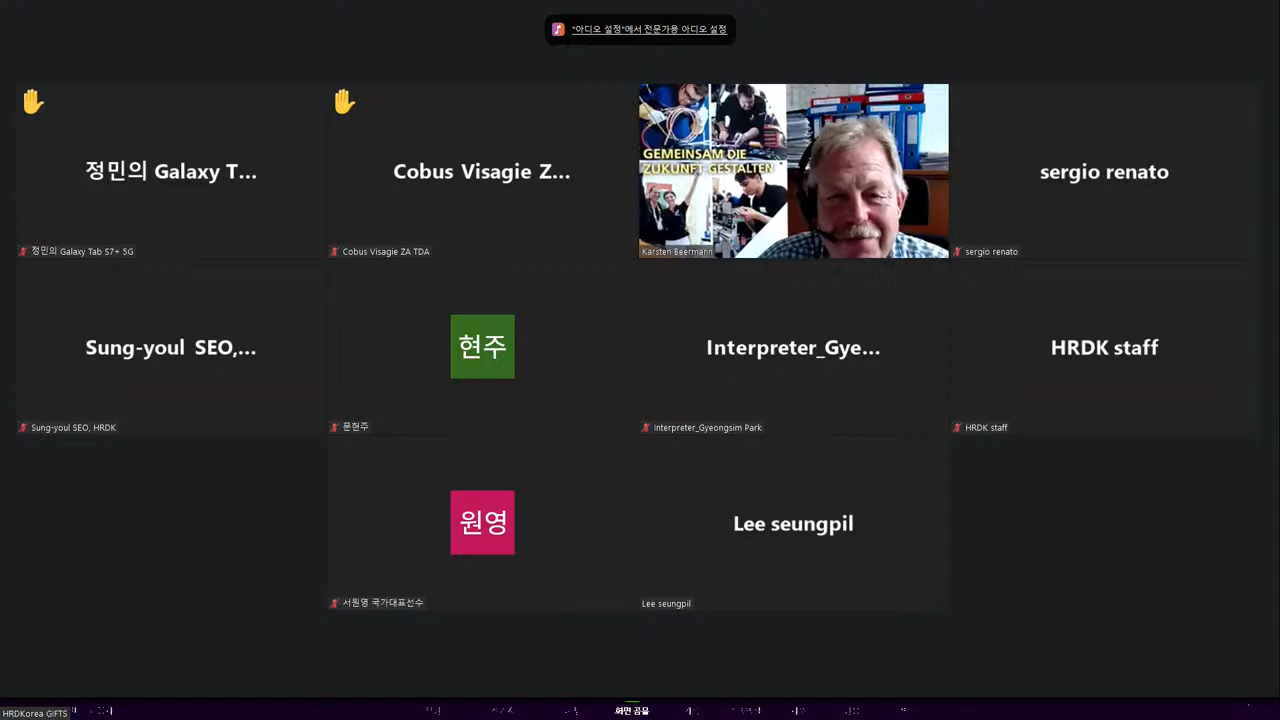 "아디오 설정"에서 전문가용 아디오 설정
정민의 Galaxy T...
Cobus Visagie Z...
GEMEINSAM DIE
ZUKUNFT GESTALTEN
sergio renato
정민의 Galaxy Tab S7+ 5G
Cobus Visagie ZA TDA
Karsten Beermann
sergio renato
Sung-youl SEO,...
현주
Interpreter_Gye...
HRDK staff
Sung-youl SEO, HRDK
문현주
Interpreter_Gyeongsim Park
HRDK staff
원영
Lee seungpil
서원영 국가대표선수
Lee seungpil
HRDKorea GIFTS
화면 공유